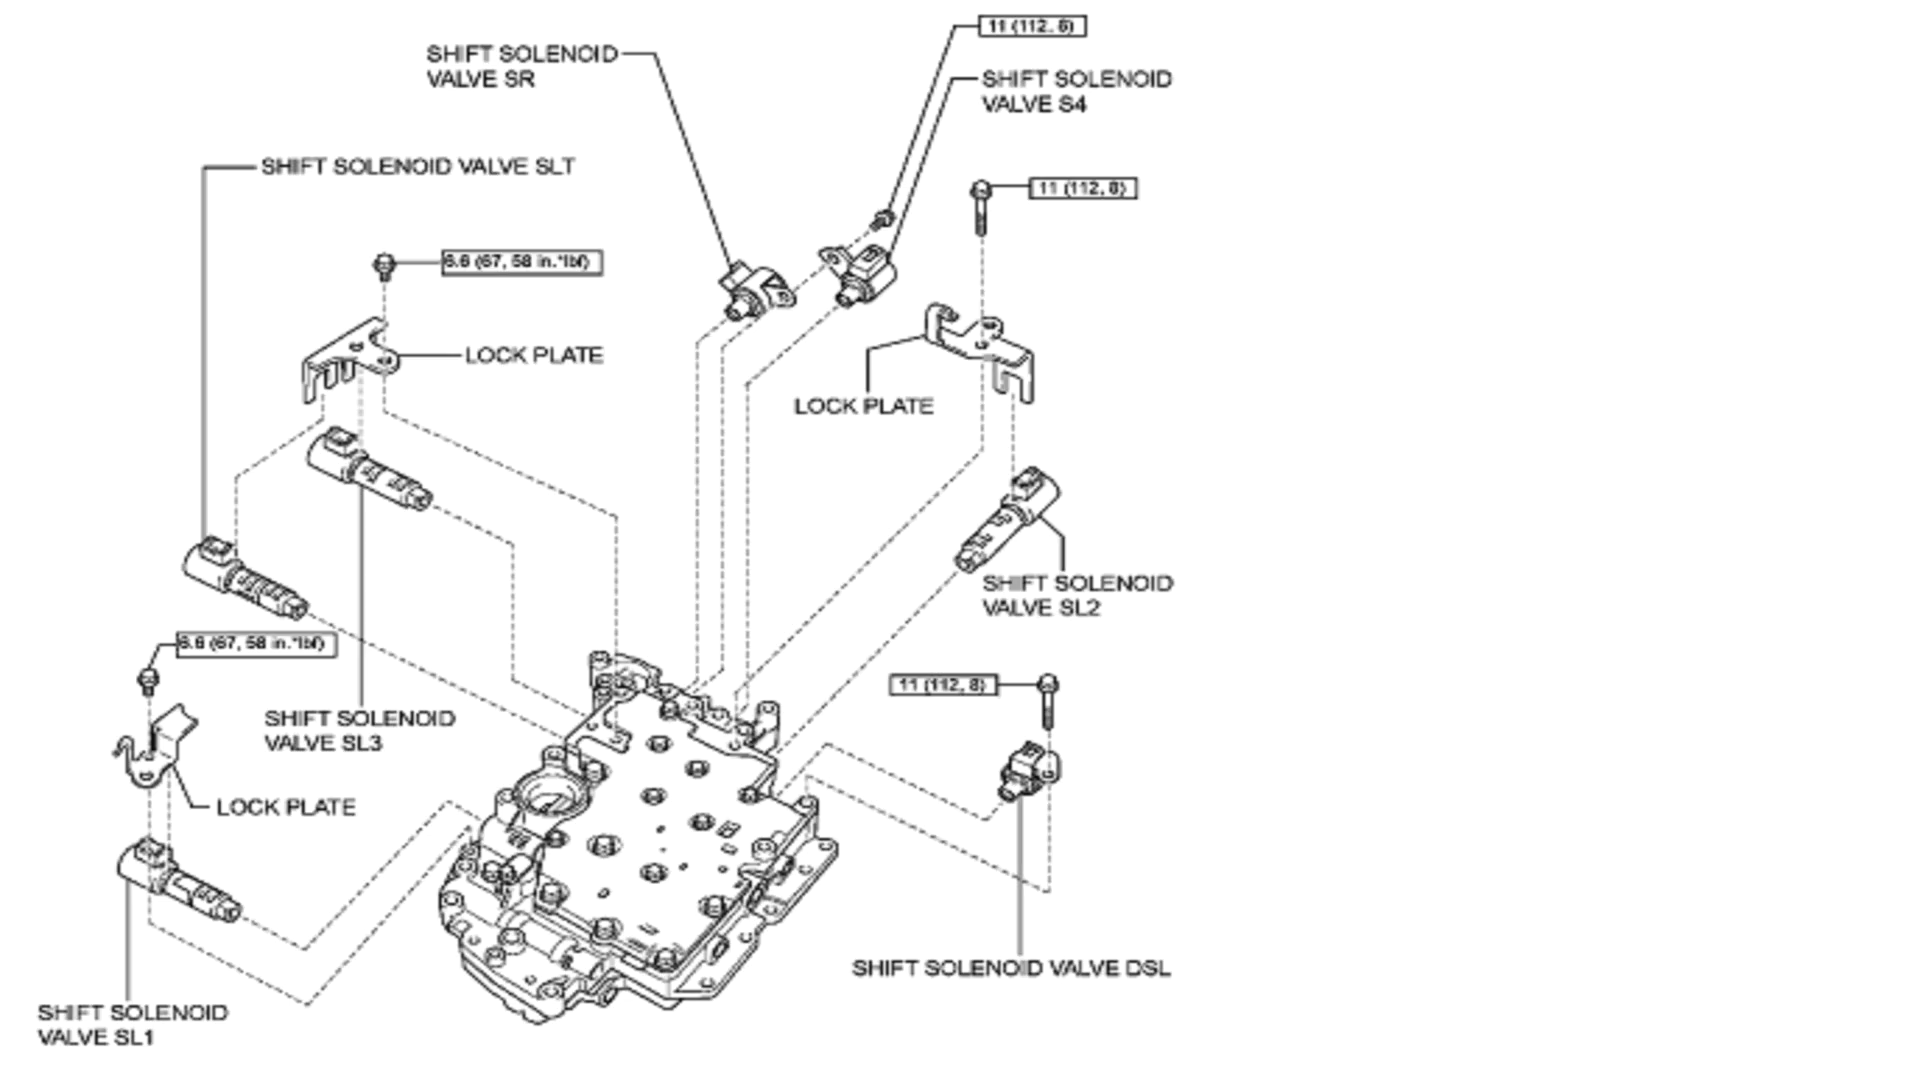 11 (112, 8)
SHIFT SOLENOID
VALVE SR
SHIFT SOLENOID
VALVE S4
SHIFT SOLENOID VALVE SLT
11 (112, 8)
6.6 (67, 58 in.*lbf)
LOCK PLATE
LOCK PLATE
SHIFT SOLENOID
VALVE SL2
6.6 (67, 58 in.*lbf)
11 (112, 8)
SHIFT SOLENOID
VALVE SL3
LOCK PLATE
SHIFT SOLENOID VALVE DSL
SHIFT SOLENOID
VALVE SL1